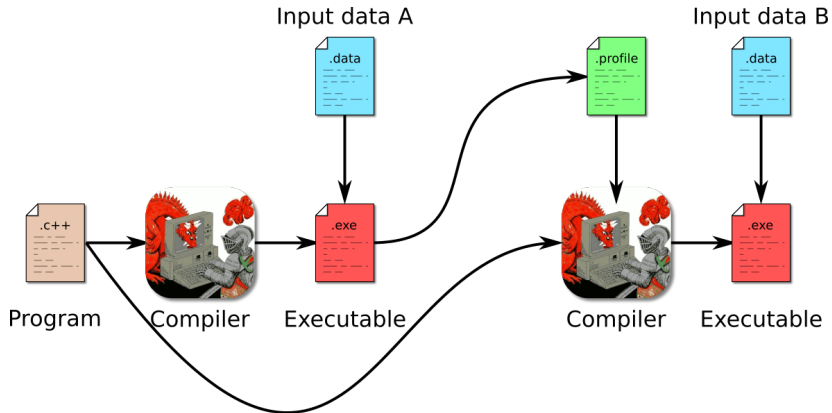 Input data A
Input data B
.data
.profile
.data
.c++
.exe
.exe
Program
Compiler
Executable
Compiler
Executable